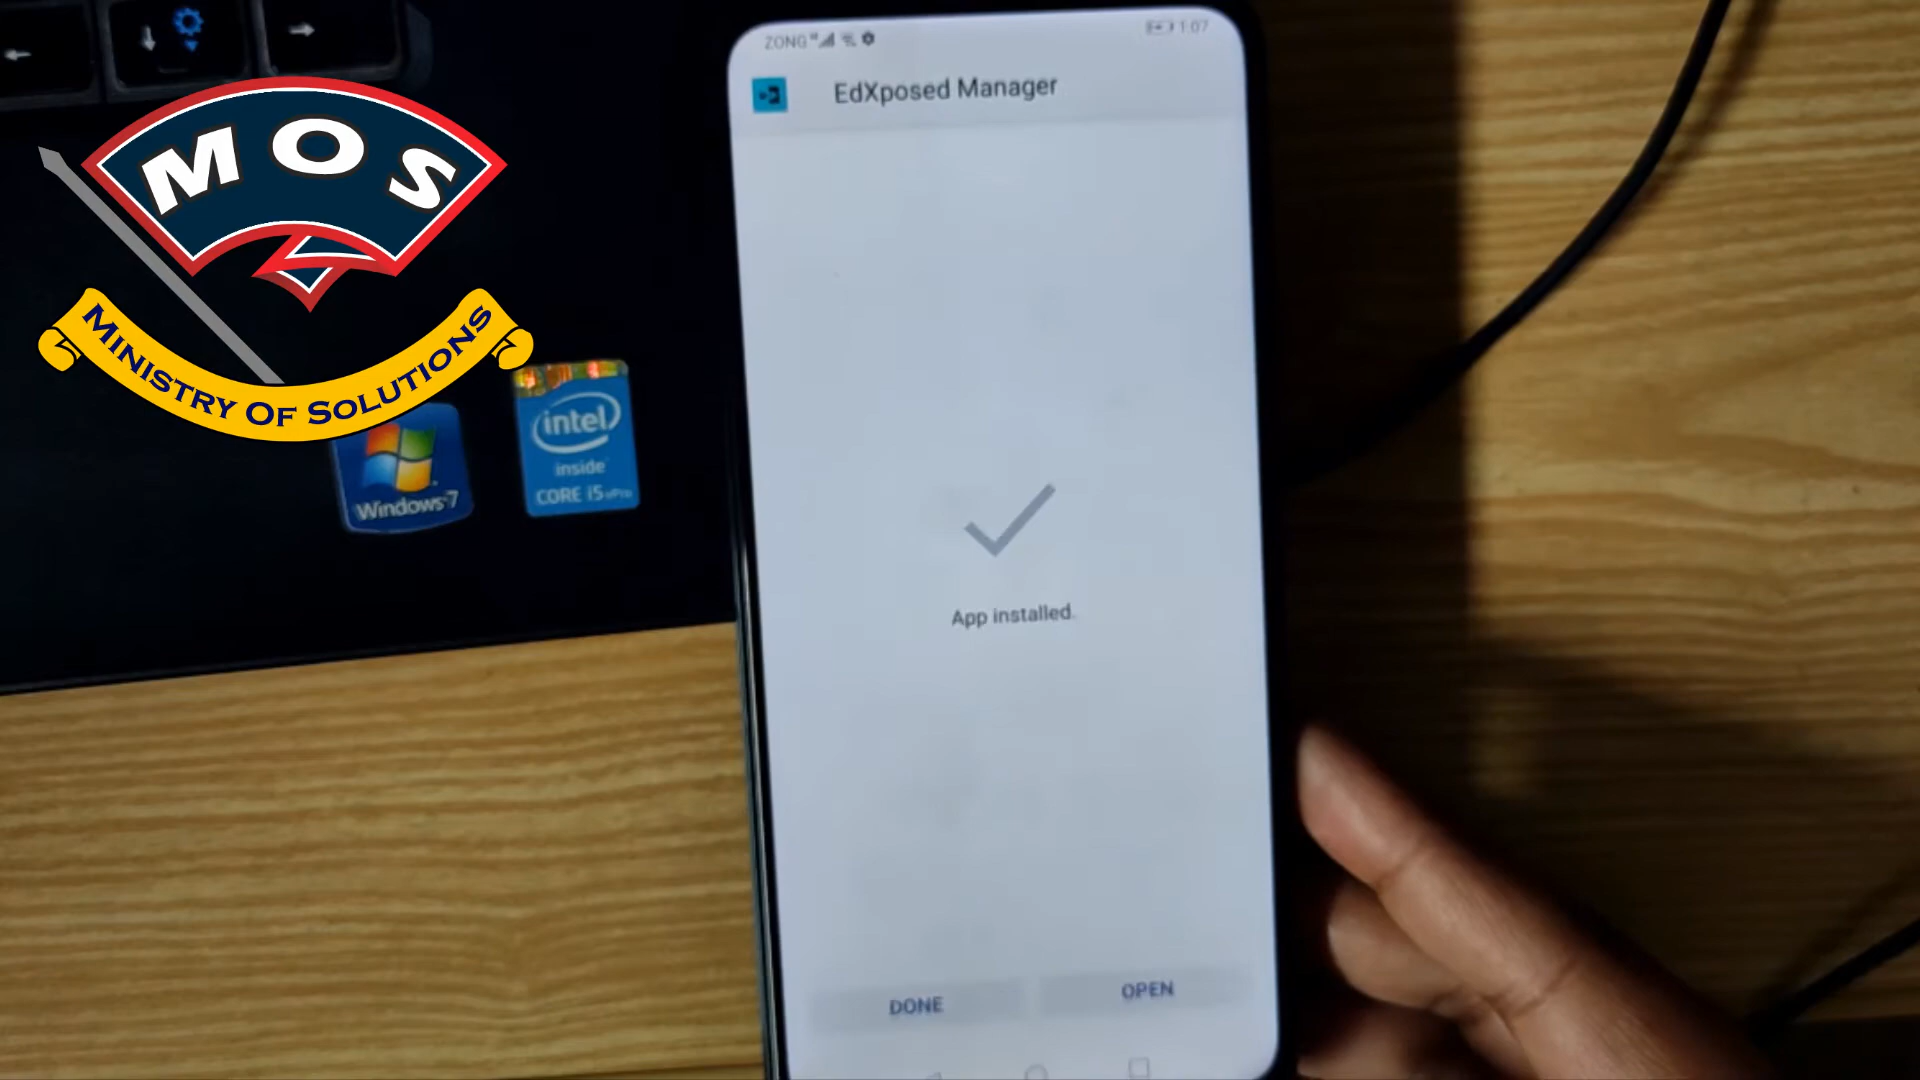 ZONG
1:07
EdXposed Manager
MOS
MINISTRY OF SOLUTIONS
intel
inside
CORE i5 vPro
Windows 7
App installed.
DONE
OPEN